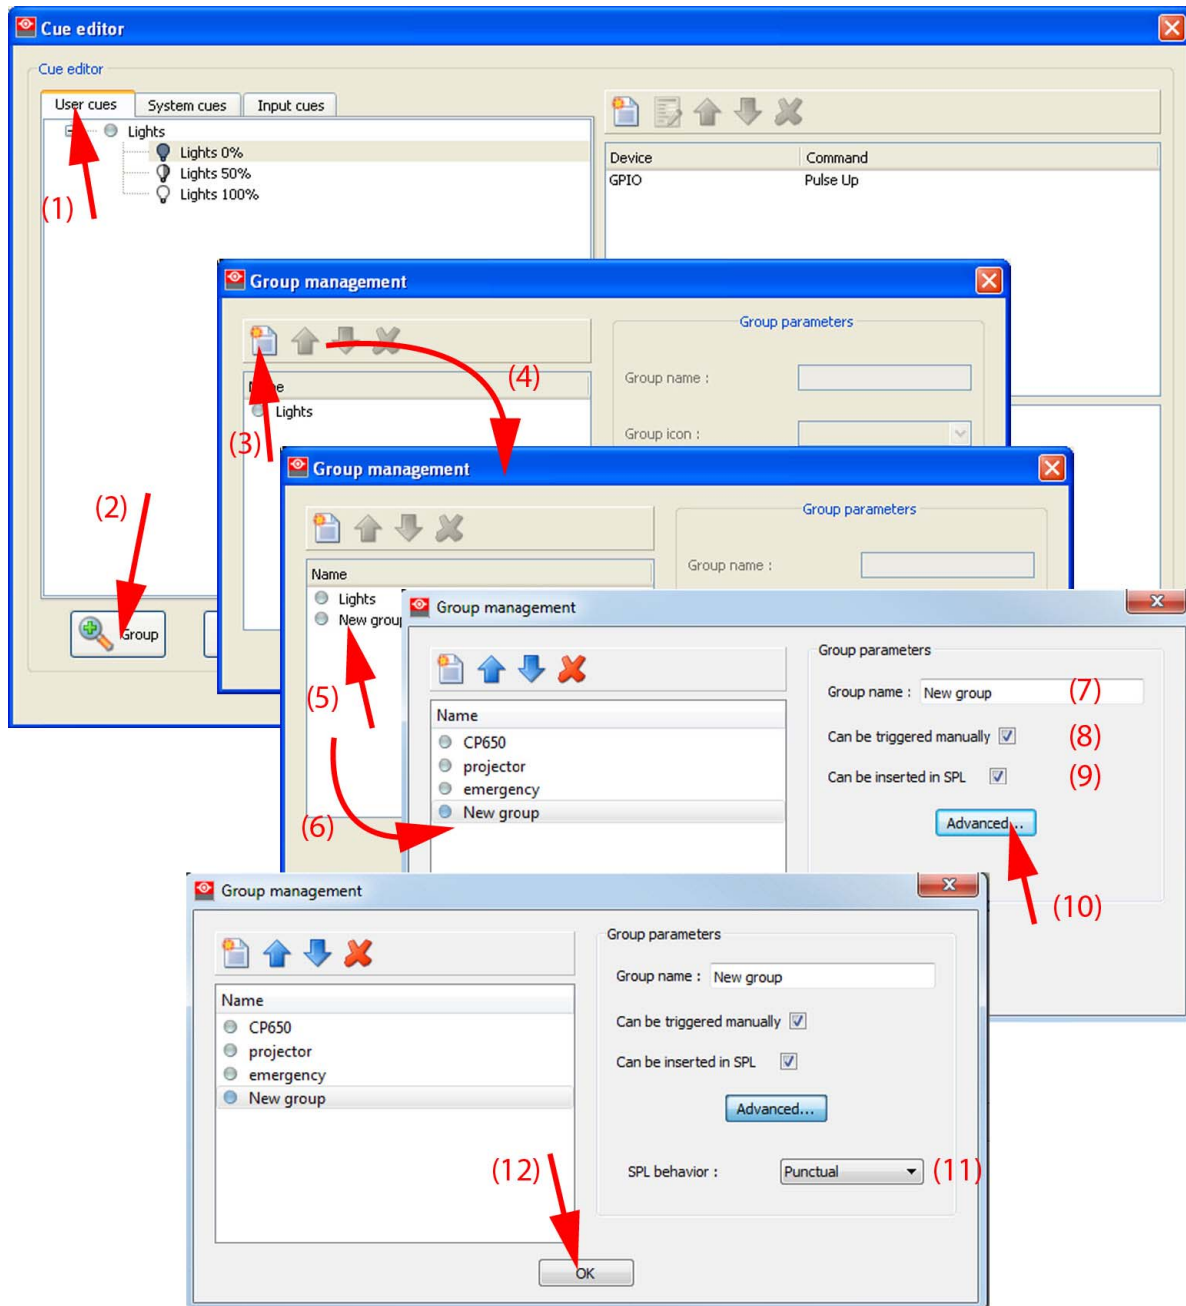 Cue editor
Cue editor
User cues System cues Input cues
Lights
Lights 0%
Lights 50%
Lights 100%
(1)
Device Command
GPIO Pulse Up
Group management
Group parameters
Group name :
Group icon :
Lights
(3)
(4)
(2)
Group
Group management
Group parameters
Group name :
Name
Lights
New group
(5)
(6)
Group management
Group parameters
Group name : New group (7)
Can be triggered manually (8)
Can be inserted in SPL (9)
Advanced...
(10)
Name
CP650
projector
emergency
New group
Group management
Group parameters
Group name : New group
Can be triggered manually
Can be inserted in SPL
Advanced...
SPL behavior : Punctual (11)
Name
CP650
projector
emergency
New group
(12)
OK